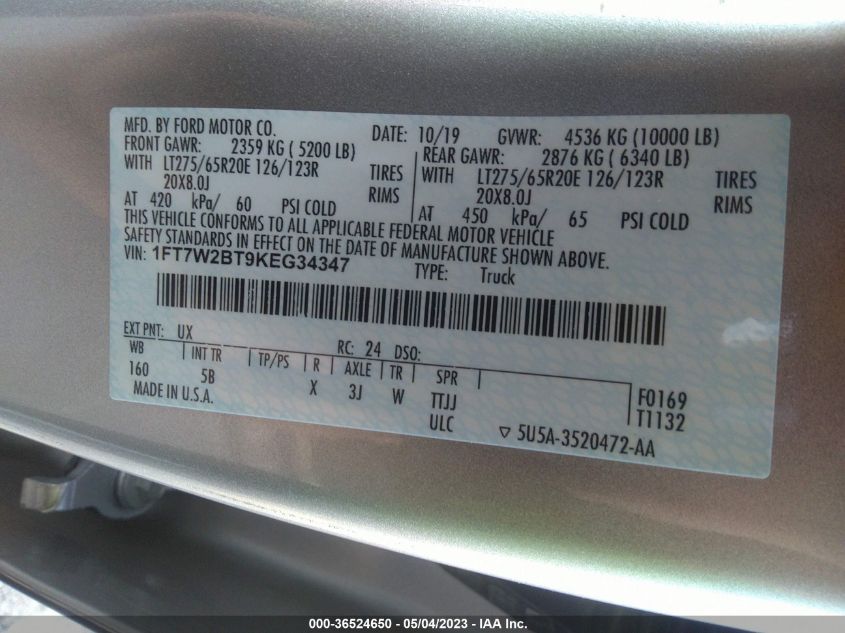 MFD. BY FORD MOTOR CO. DATE: 10/19 GVWR: 4536 KG (10000 LB)
FRONT GAWR: 2359 KG ( 5200 LB) REAR GAWR: 2876 KG ( 6340 LB)
WITH LT275/65R20E 126/123R TIRES WITH LT275/65R20E 126/123R TIRES
20X8.0J RIMS 20X8.0J RIMS
AT 420 kPa/ 60 PSI COLD AT 450 kPa/ 65 PSI COLD
THIS VEHICLE CONFORMS TO ALL APPLICABLE FEDERAL MOTOR VEHICLE
SAFETY STANDARDS IN EFFECT ON THE DATE OF MANUFACTURE SHOWN ABOVE.
VIN: 1FT7W2BT9KEG34347 TYPE: Truck
EXT PNT: UX RC: 24 DSO:
WB INT TR TP/PS R AXLE TR SPR
160 5B X 3J W TTJJ F0169
MADE IN U.S.A. ULC T1132
▽ 5U5A-3520472-AA
000-36524650 - 05/04/2023 - IAA Inc.